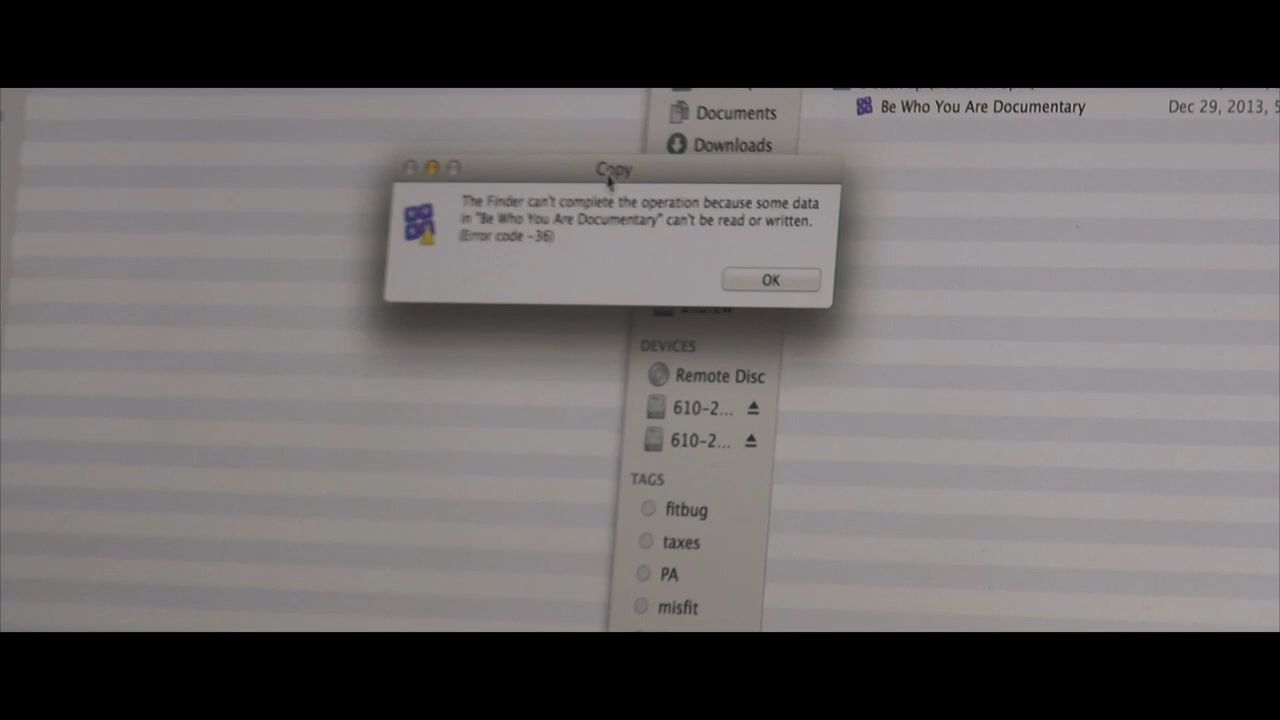 Documents
Be Who You Are Documentary
Dec 29, 2013,
Downloads
Copy
The Finder can't complete the operation because some data
in "Be Who You Are Documentary" can't be read or written.
(Error code -36)
OK
DEVICES
Remote Disc
610-2...
610-2...
TAGS
fitbug
taxes
PA
misfit